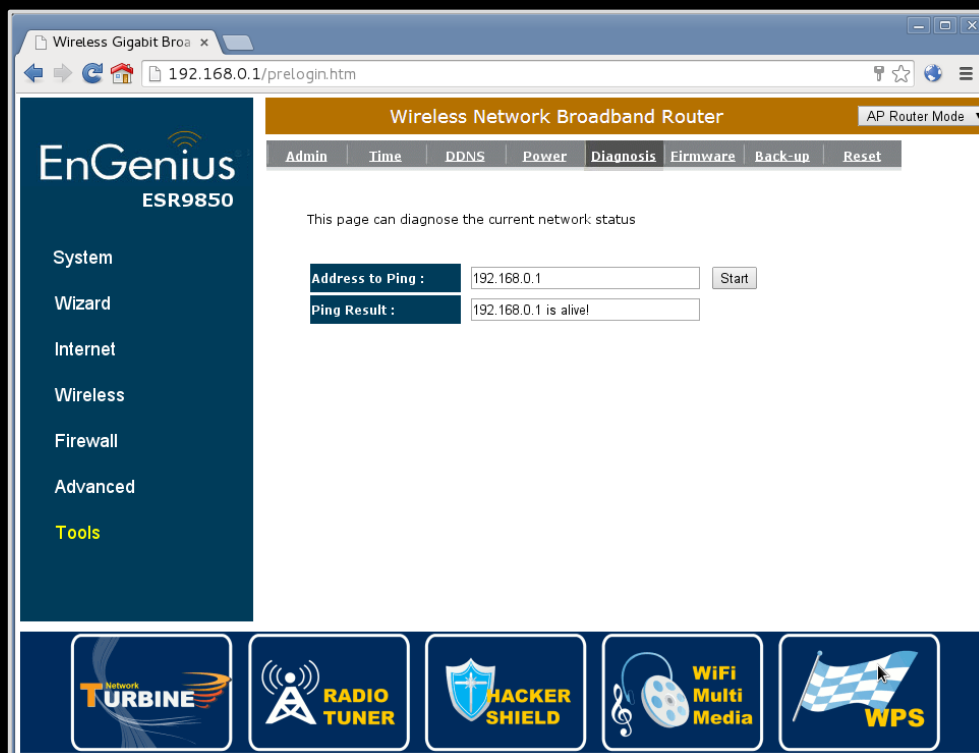 Wireless Gigabit Broa
192.168.0.1/prelogin.htm
Wireless Network Broadband Router
AP Router Mode
EnGenius
ESR9850
Admin Time DDNS Power Diagnosis Firmware Back-up Reset
This page can diagnose the current network status
Address to Ping : 192.168.0.1 Start
Ping Result : 192.168.0.1 is alive!
System
Wizard
Internet
Wireless
Firewall
Advanced
Tools
Network
TURBINE
RADIO
TUNER
HACKER
SHIELD
WiFi
Multi
Media
WPS